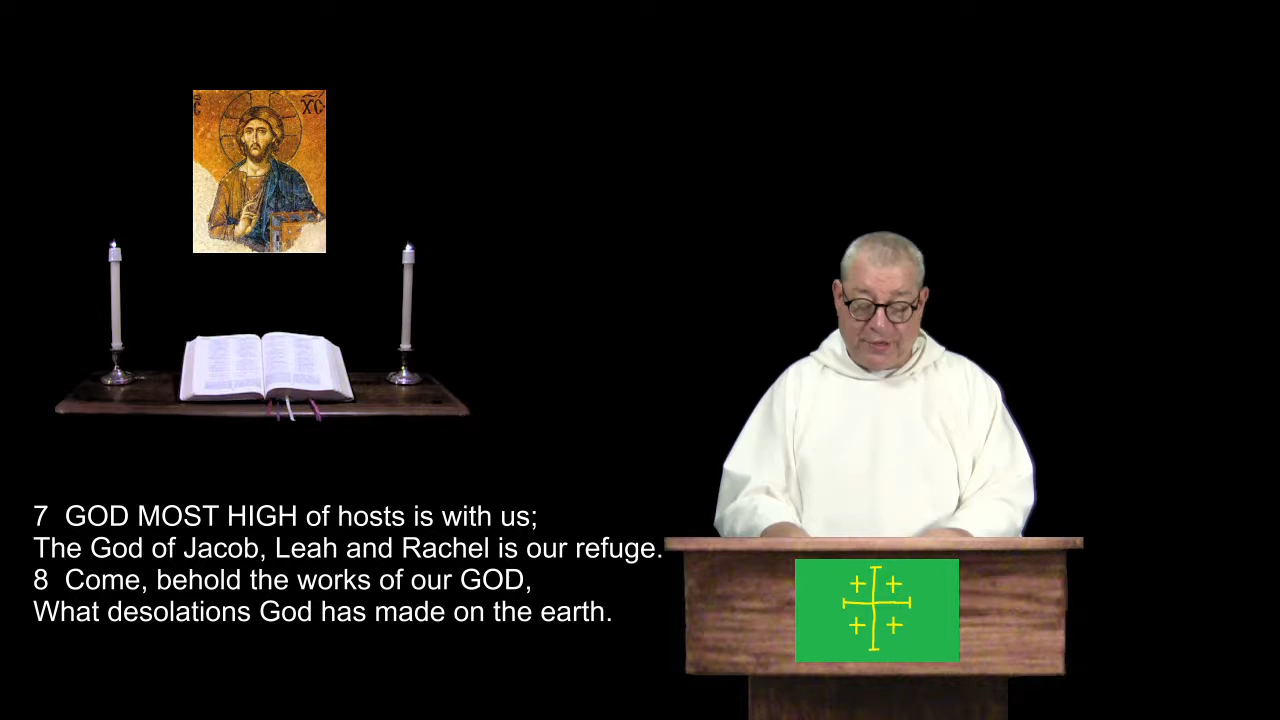 XC
7 GOD MOST HIGH of hosts is with us;
The God of Jacob, Leah and Rachel is our refuge.
8 Come, behold the works of our GOD,
What desolations God has made on the earth.